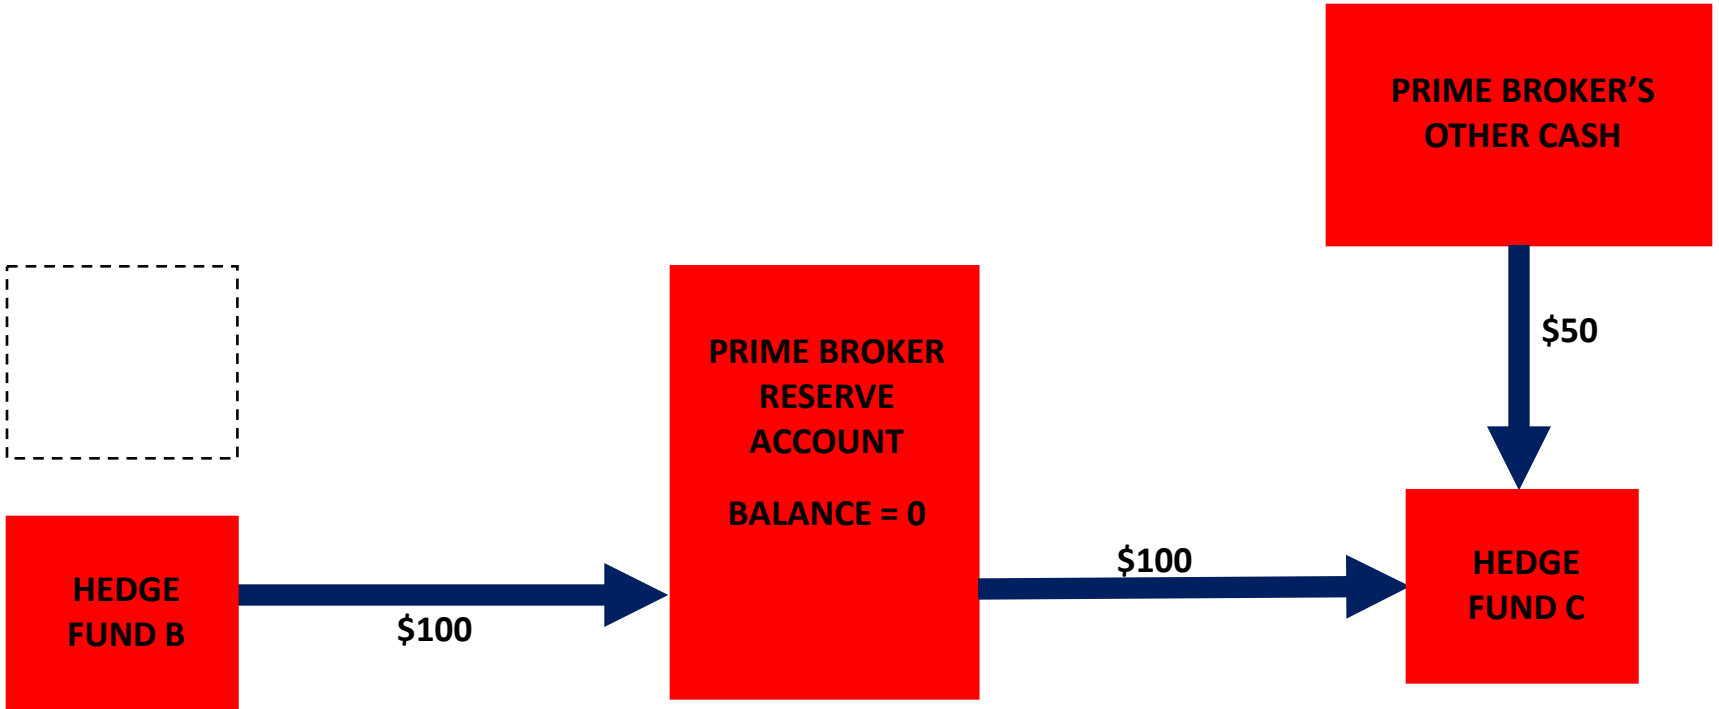 PRIME BROKER’S
OTHER CASH
$50
PRIME BROKER
RESERVE
ACCOUNT
BALANCE = 0
HEDGE
FUND B
$100
$100
HEDGE
FUND C